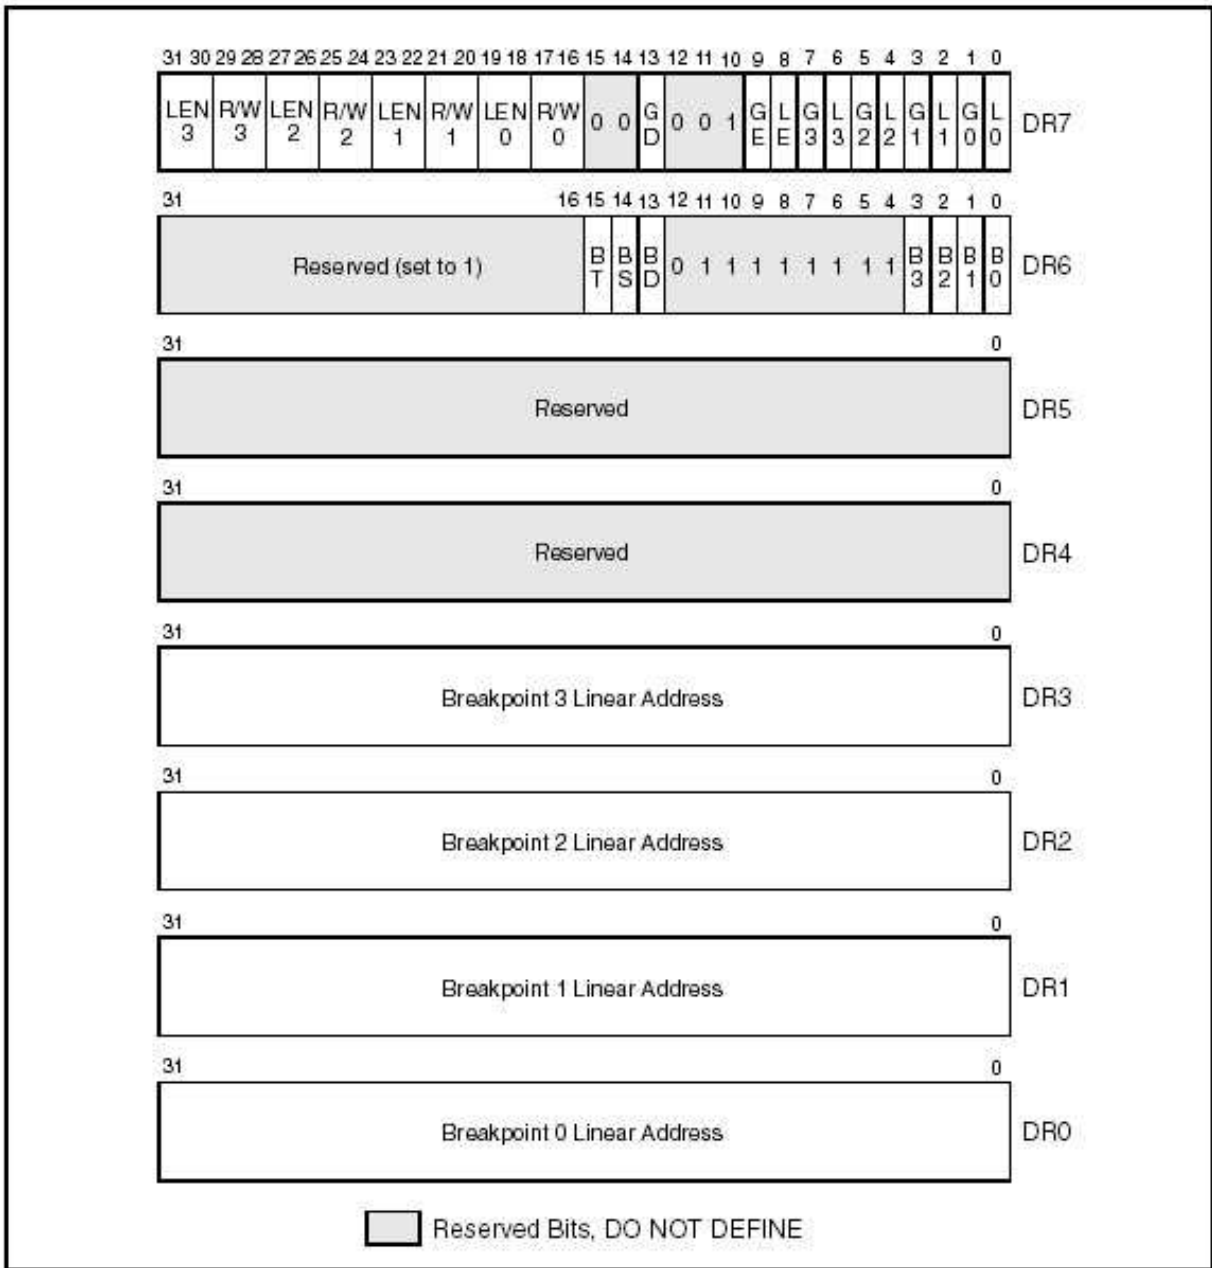 31 30 29 28 27 26 25 24 23 22 21 20 19 18 17 16 15 14 13 12 11 10 9 8 7 6 5 4 3 2 1 0
LEN 3 R/W 3 LEN 2 R/W 2 LEN 1 R/W 1 LEN 0 R/W 0 0 0 G D 0 0 1 G E L E G 3 L 3 G 2 L 2 G 1 L 1 G 0 L 0 DR7
31 16 15 14 13 12 11 10 9 8 7 6 5 4 3 2 1 0
Reserved (set to 1) B T B S B D 0 1 1 1 1 1 1 1 1 B 3 B 2 B 1 B 0 DR6
31 0
Reserved DR5
31 0
Reserved DR4
31 0
Breakpoint 3 Linear Address DR3
31 0
Breakpoint 2 Linear Address DR2
31 0
Breakpoint 1 Linear Address DR1
31 0
Breakpoint 0 Linear Address DR0
Reserved Bits, DO NOT DEFINE